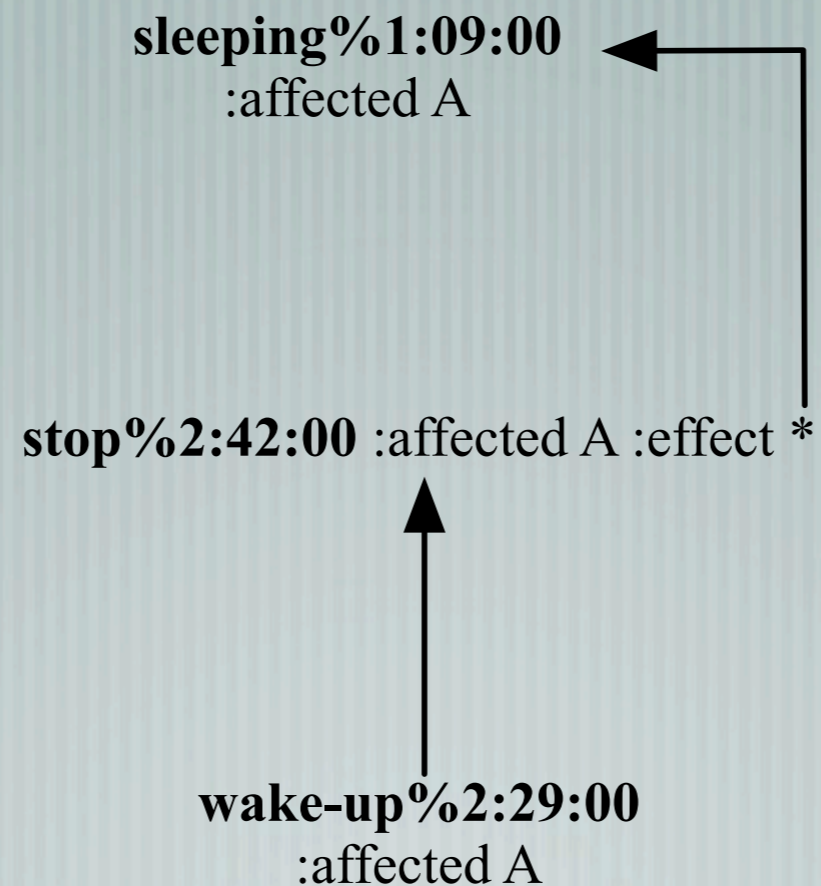 sleeping%1:09:00
:affected A
stop%2:42:00 :affected A :effect *
wake-up%2:29:00
:affected A